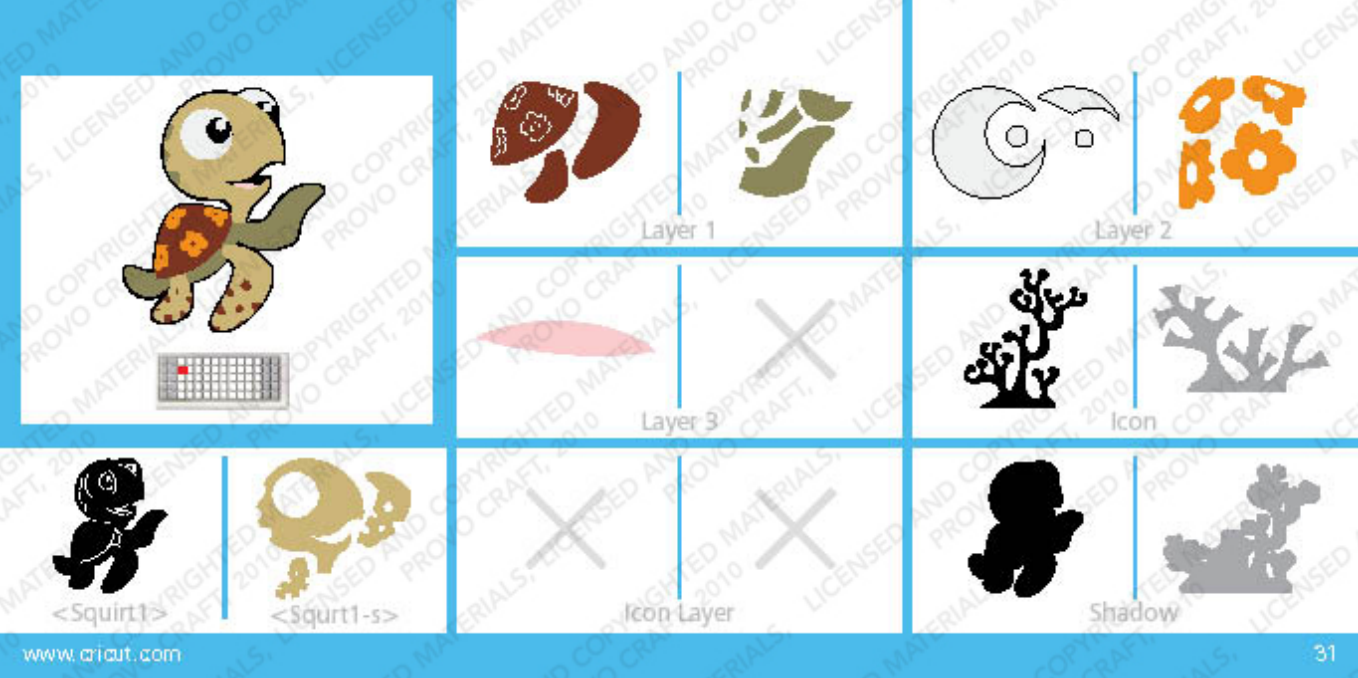 Layer 1
Layer 2
Layer 3
Icon
<Squirt1>
<Squrt1-s>
Icon Layer
Shadow
www.cricut.com
31
LICENSED AND COPYRIGHTED MATERIALS, PROVO CRAFT, 2010